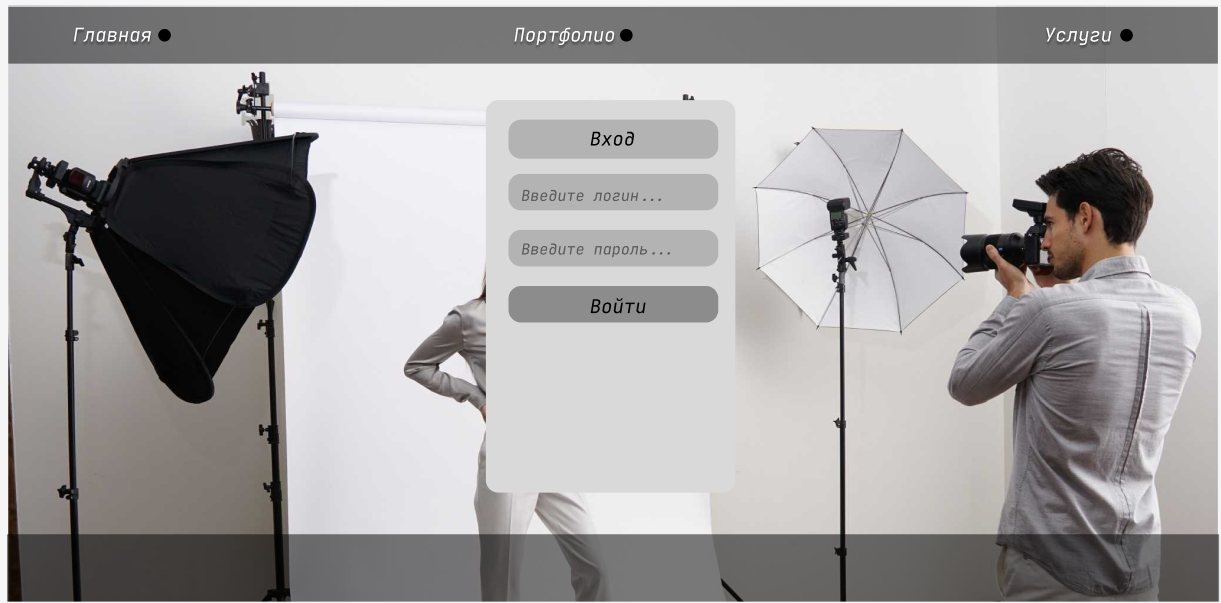 Главная
Портфолио
Услуги
Вход
Введите логин...
Введите пароль...
Войти